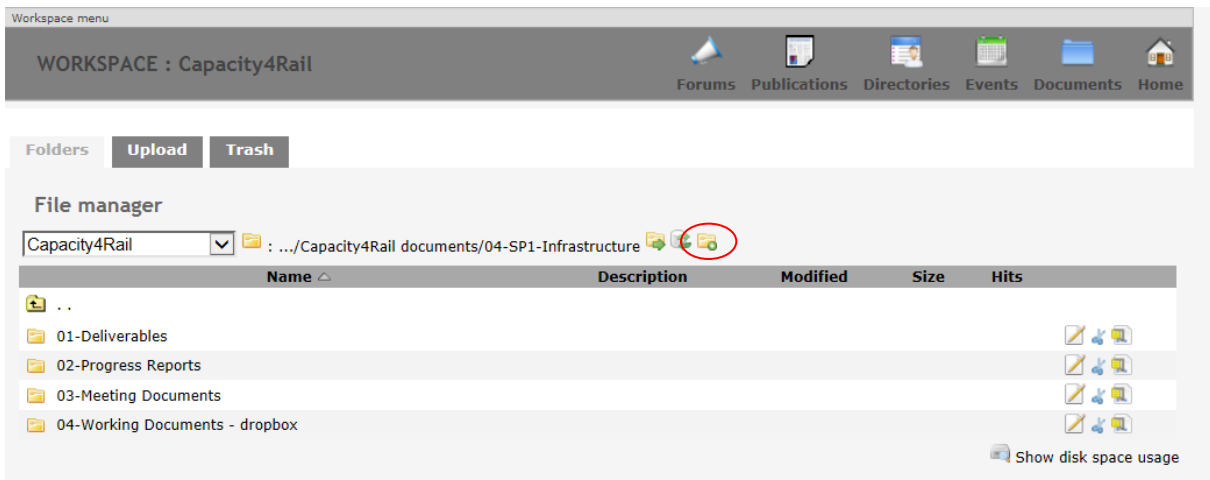 Workspace menu
WORKSPACE : Capacity4Rail
Forums Publications Directories Events Documents Home
Folders Upload Trash
File manager
Capacity4Rail : .../Capacity4Rail documents/04-SP1-Infrastructure
Name Description Modified Size Hits
. .
01-Deliverables
02-Progress Reports
03-Meeting Documents
04-Working Documents - dropbox
Show disk space usage